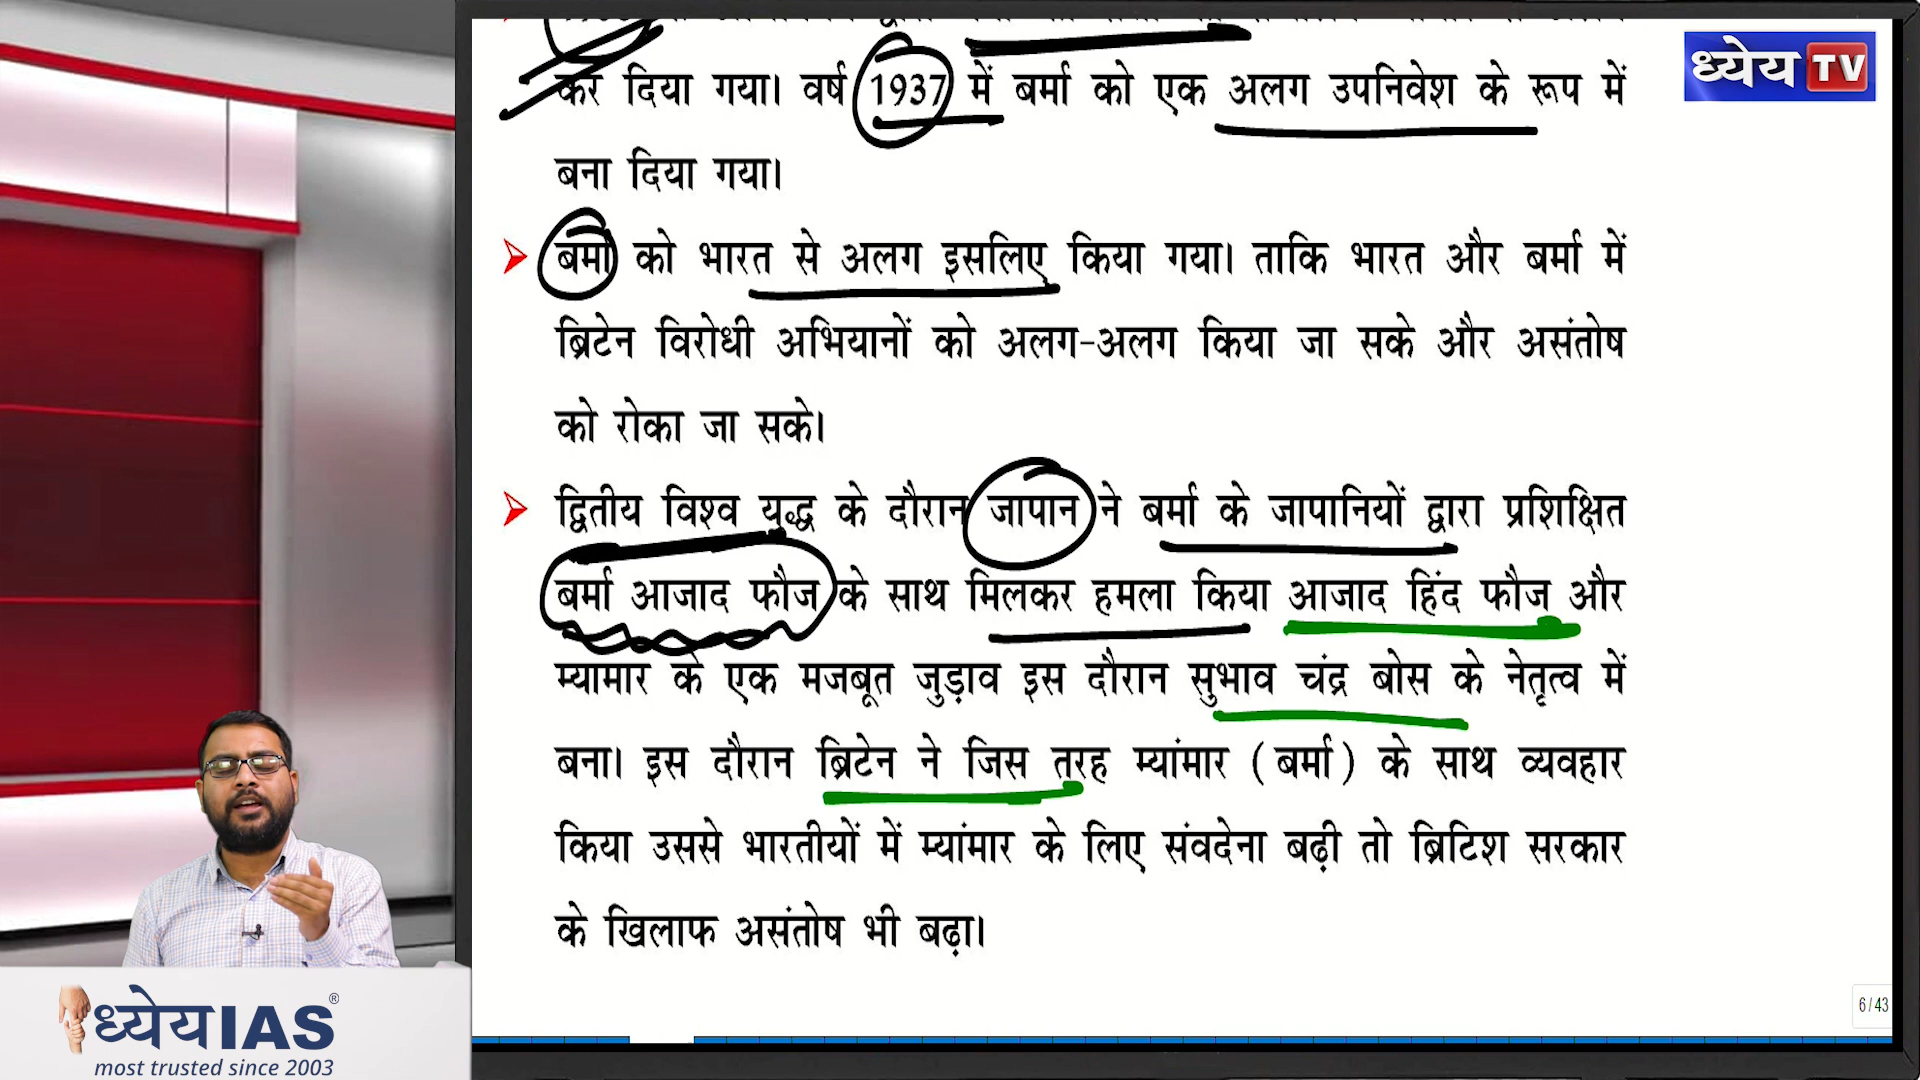 कर दिया गया। वर्ष 1937 में बर्मा को एक अलग उपनिवेश के रूप में
बना दिया गया।
बर्मा को भारत से अलग इसलिए किया गया। ताकि भारत और बर्मा में
ब्रिटेन विरोधी अभियानों को अलग-अलग किया जा सके और असंतोष
को रोका जा सके।
द्वितीय विश्व युद्ध के दौरान जापान ने बर्मा के जापानियों द्वारा प्रशिक्षित
बर्मा आजाद फौज के साथ मिलकर हमला किया आजाद हिंद फौज और
म्यामार के एक मजबूत जुड़ाव इस दौरान सुभाव चंद्र बोस के नेतृत्व में
बना। इस दौरान ब्रिटेन ने जिस तरह म्यांमार (बर्मा) के साथ व्यवहार
किया उससे भारतीयों में म्यांमार के लिए संवदेना बढ़ी तो ब्रिटिश सरकार
के खिलाफ असंतोष भी बढ़ा।
ध्येय TV
6/43
ध्येय IAS ®
most trusted since 2003